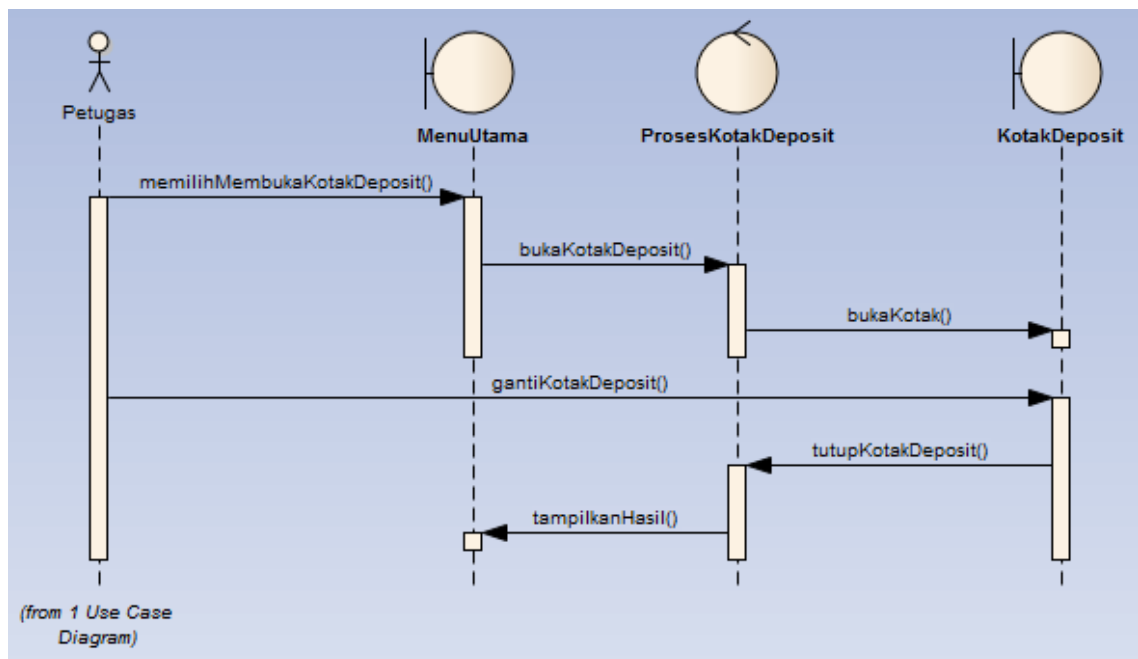 Petugas
MenuUtama
ProsesKotakDeposit
KotakDeposit
memilihMembukaKotakDeposit()
bukaKotakDeposit()
bukaKotak()
gantiKotakDeposit()
tutupKotakDeposit()
tampilkanHasil()
(from 1 Use Case
Diagram)